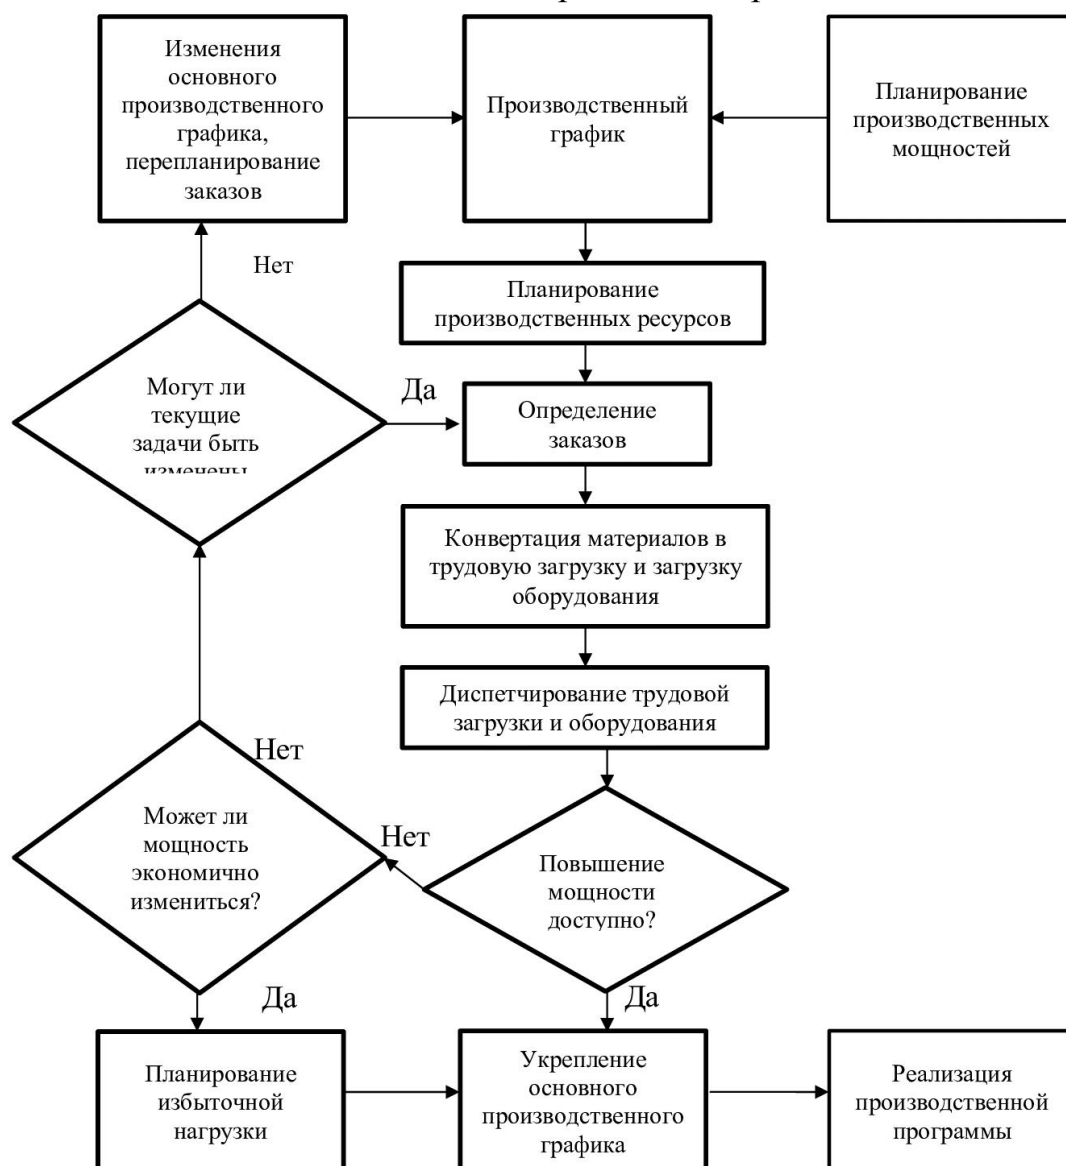 Изменения
основного
производственного
графика,
перепланирование
заказов
Производственный
график
Планирование
производственных
мощностей
Нет
Планирование
производственных ресурсов
Могут ли
текущие
задачи быть
изменены
Да
Определение
заказов
Конвертация материалов в
трудовую загрузку и загрузку
оборудования
Диспетчирование трудовой
загрузки и оборудования
Нет
Может ли
мощность
экономично
измениться?
Нет
Повышение
мощности
доступно?
Да
Да
Планирование
избыточной
нагрузки
Укрепление
основного
производственного
графика
Реализация
производственной
программы